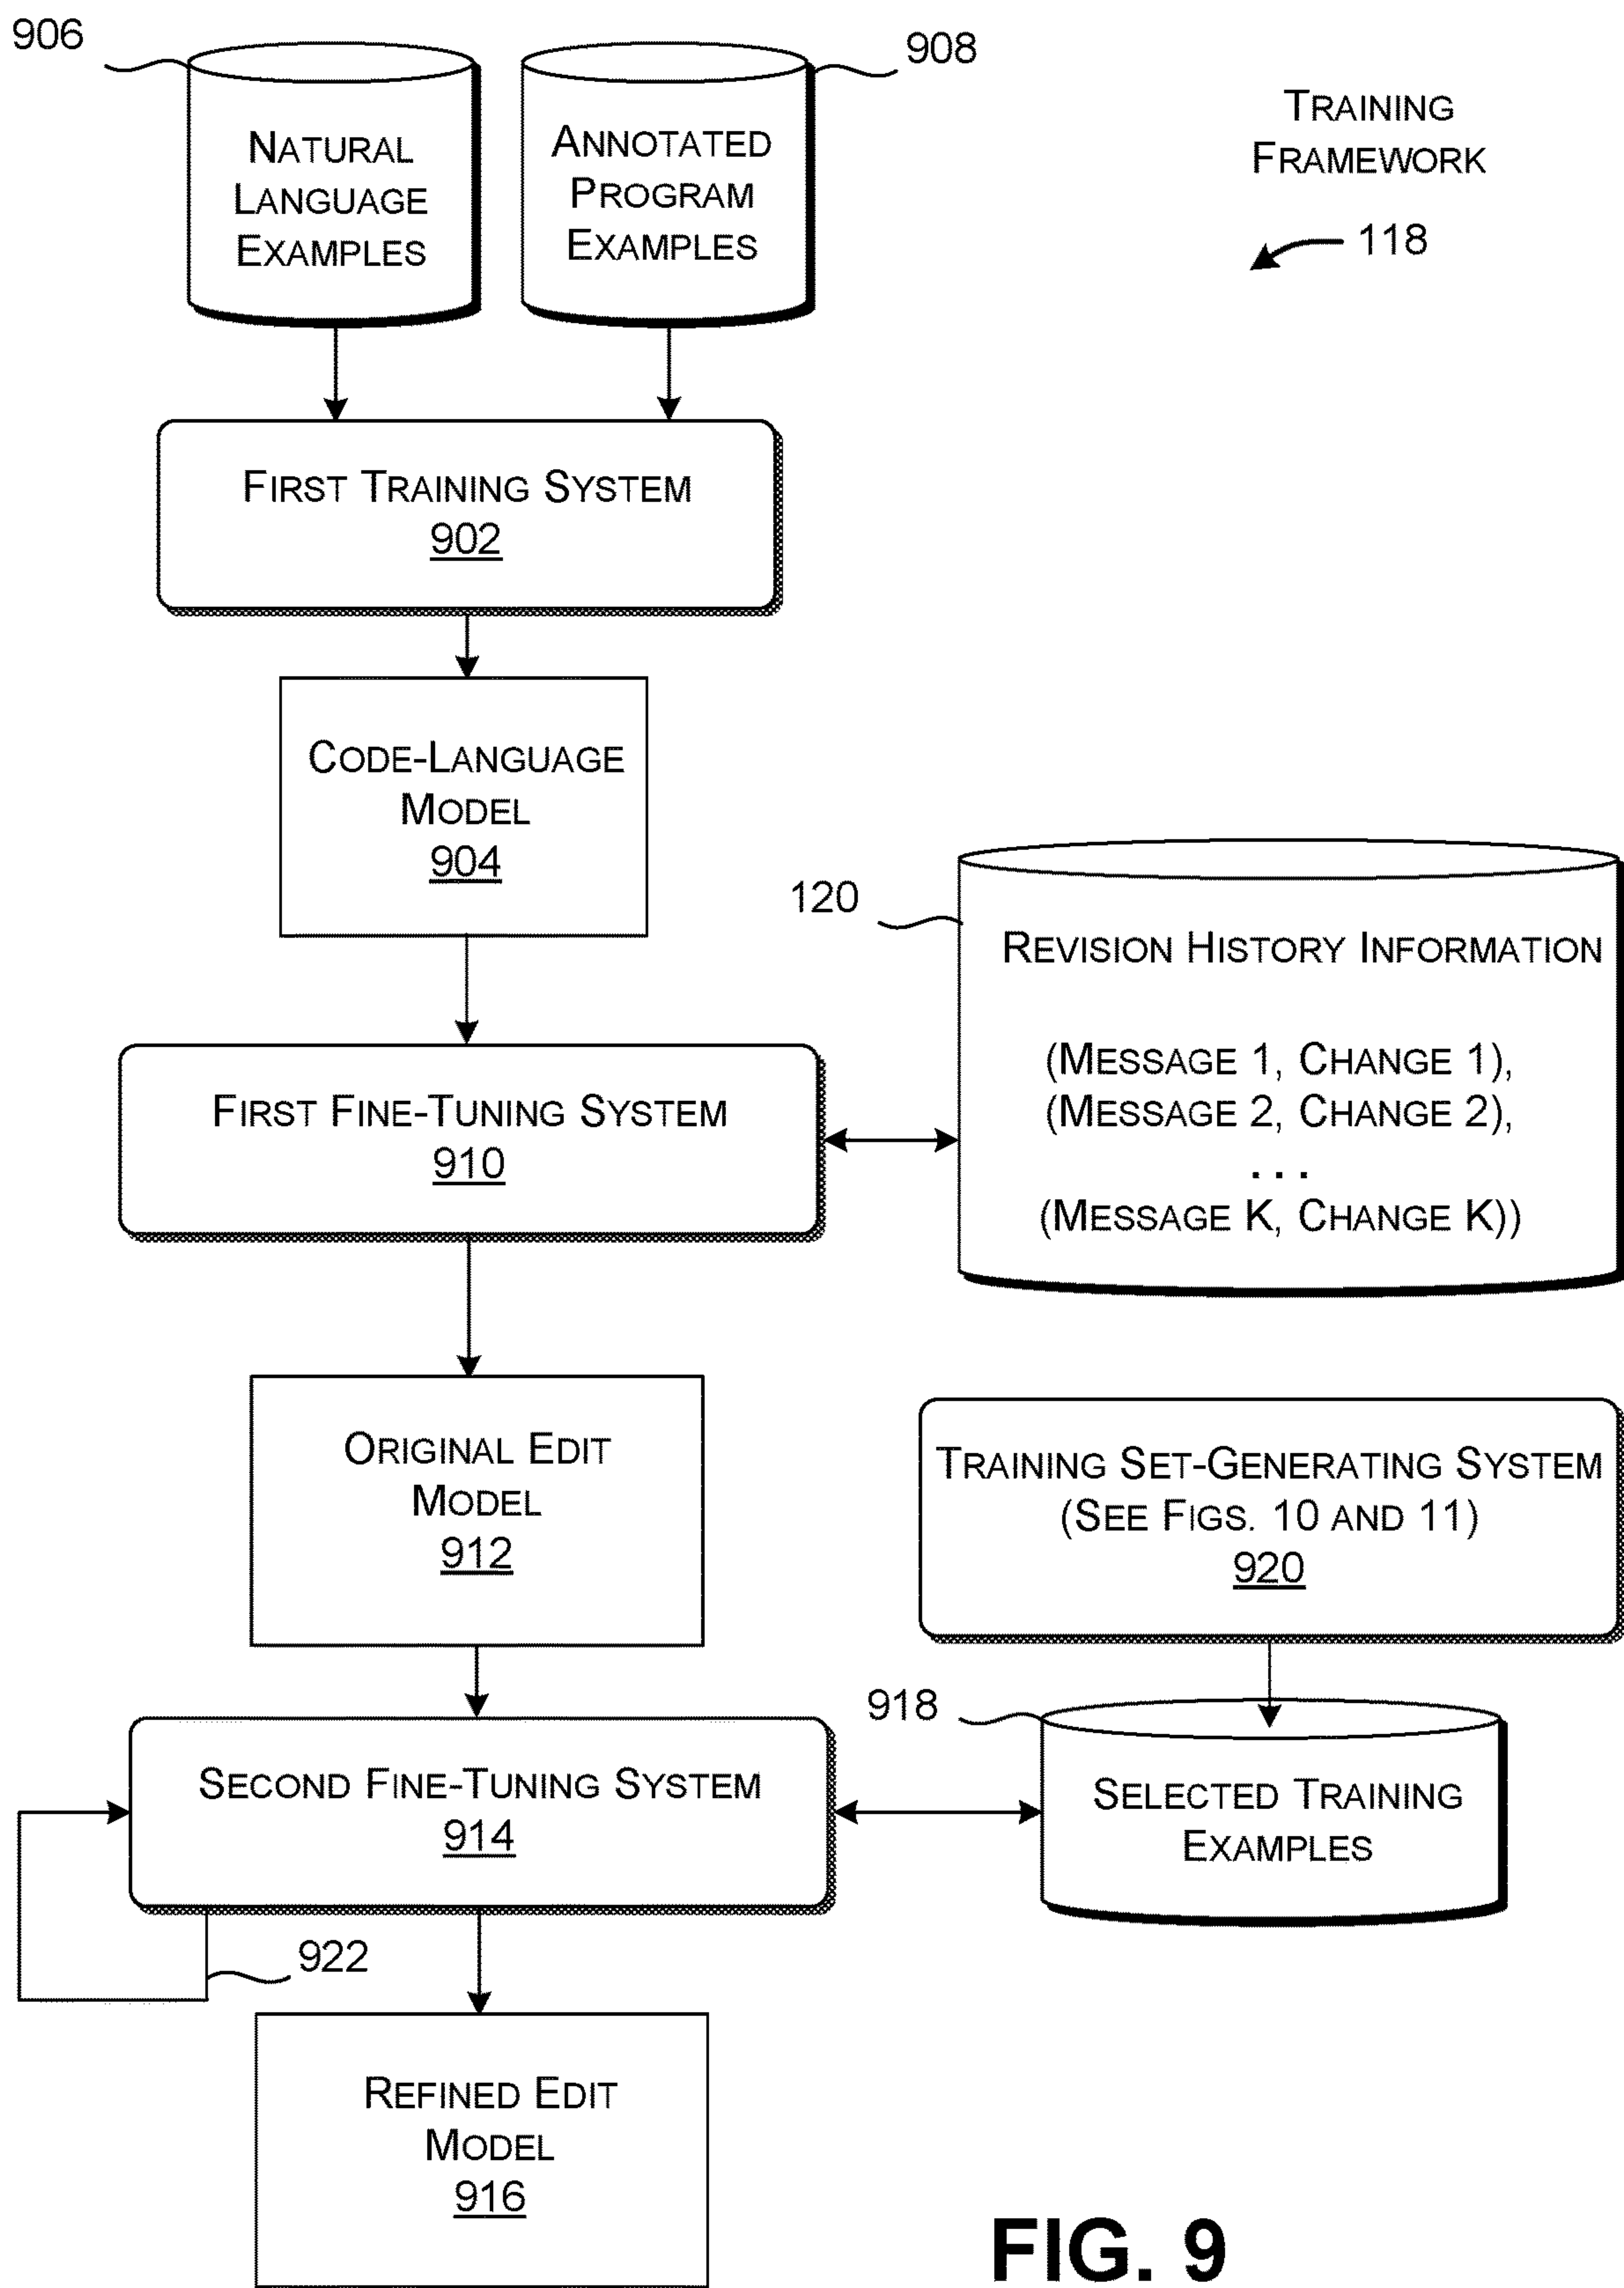 906
908
NATURAL
LANGUAGE
EXAMPLES
ANNOTATED
PROGRAM
EXAMPLES
TRAINING
FRAMEWORK
118
FIRST TRAINING SYSTEM
902
CODE-LANGUAGE
MODEL
904
120
REVISION HISTORY INFORMATION
(MESSAGE 1, CHANGE 1),
(MESSAGE 2, CHANGE 2),
...
(MESSAGE K, CHANGE K))
FIRST FINE-TUNING SYSTEM
910
ORIGINAL EDIT
MODEL
912
TRAINING SET-GENERATING SYSTEM
(SEE FIGS. 10 AND 11)
920
918
SECOND FINE-TUNING SYSTEM
914
SELECTED TRAINING
EXAMPLES
922
REFINED EDIT
MODEL
916
FIG. 9